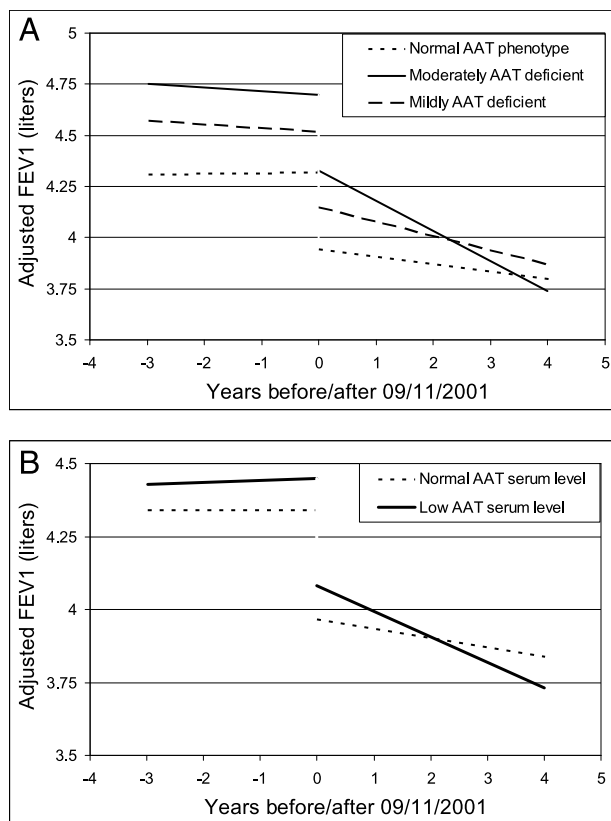 A
Adjusted FEV1 (liters)
5
4.75
4.5
4.25
4
3.75
3.5
Normal AAT phenotype
Moderately AAT deficient
Mildly AAT deficient
-4 -3 -2 -1 0 1 2 3 4 5
Years before/after 09/11/2001
B
Adjusted FEV1 (liters)
4.5
4.25
4
3.75
3.5
Normal AAT serum level
Low AAT serum level
-4 -3 -2 -1 0 1 2 3 4 5
Years before/after 09/11/2001